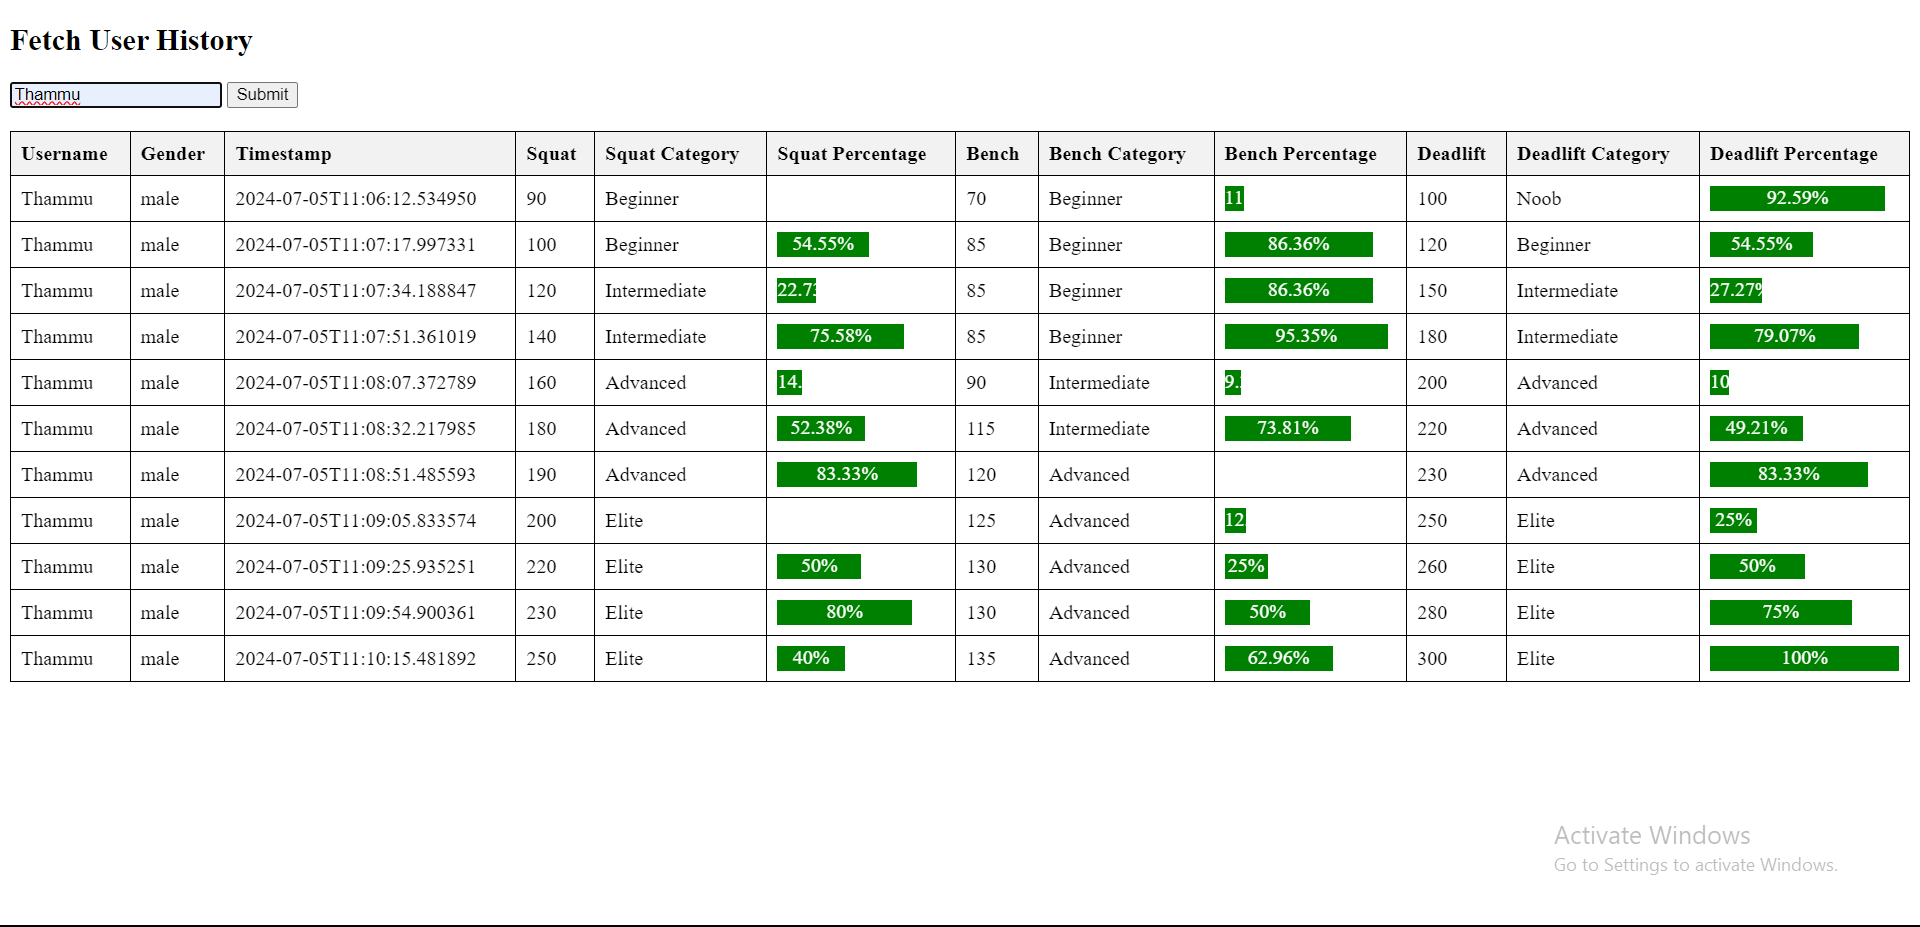 Fetch User History
Thammu Submit
Username Gender Timestamp Squat Squat Category Squat Percentage Bench Bench Category Bench Percentage Deadlift Deadlift Category Deadlift Percentage
Thammu male 2024-07-05T11:06:12.534950 90 Beginner 70 Beginner 11 100 Noob 92.59%
Thammu male 2024-07-05T11:07:17.997331 100 Beginner 54.55% 85 Beginner 86.36% 120 Beginner 54.55%
Thammu male 2024-07-05T11:07:34.188847 120 Intermediate 22.73 85 Beginner 86.36% 150 Intermediate 27.27%
Thammu male 2024-07-05T11:07:51.361019 140 Intermediate 75.58% 85 Beginner 95.35% 180 Intermediate 79.07%
Thammu male 2024-07-05T11:08:07.372789 160 Advanced 14. 90 Intermediate 9. 200 Advanced 10
Thammu male 2024-07-05T11:08:32.217985 180 Advanced 52.38% 115 Intermediate 73.81% 220 Advanced 49.21%
Thammu male 2024-07-05T11:08:51.485593 190 Advanced 83.33% 120 Advanced 230 Advanced 83.33%
Thammu male 2024-07-05T11:09:05.833574 200 Elite 125 Advanced 12 250 Elite 25%
Thammu male 2024-07-05T11:09:25.935251 220 Elite 50% 130 Advanced 25% 260 Elite 50%
Thammu male 2024-07-05T11:09:54.900361 230 Elite 80% 130 Advanced 50% 280 Elite 75%
Thammu male 2024-07-05T11:10:15.481892 250 Elite 40% 135 Advanced 62.96% 300 Elite 100%
Activate Windows
Go to Settings to activate Windows.